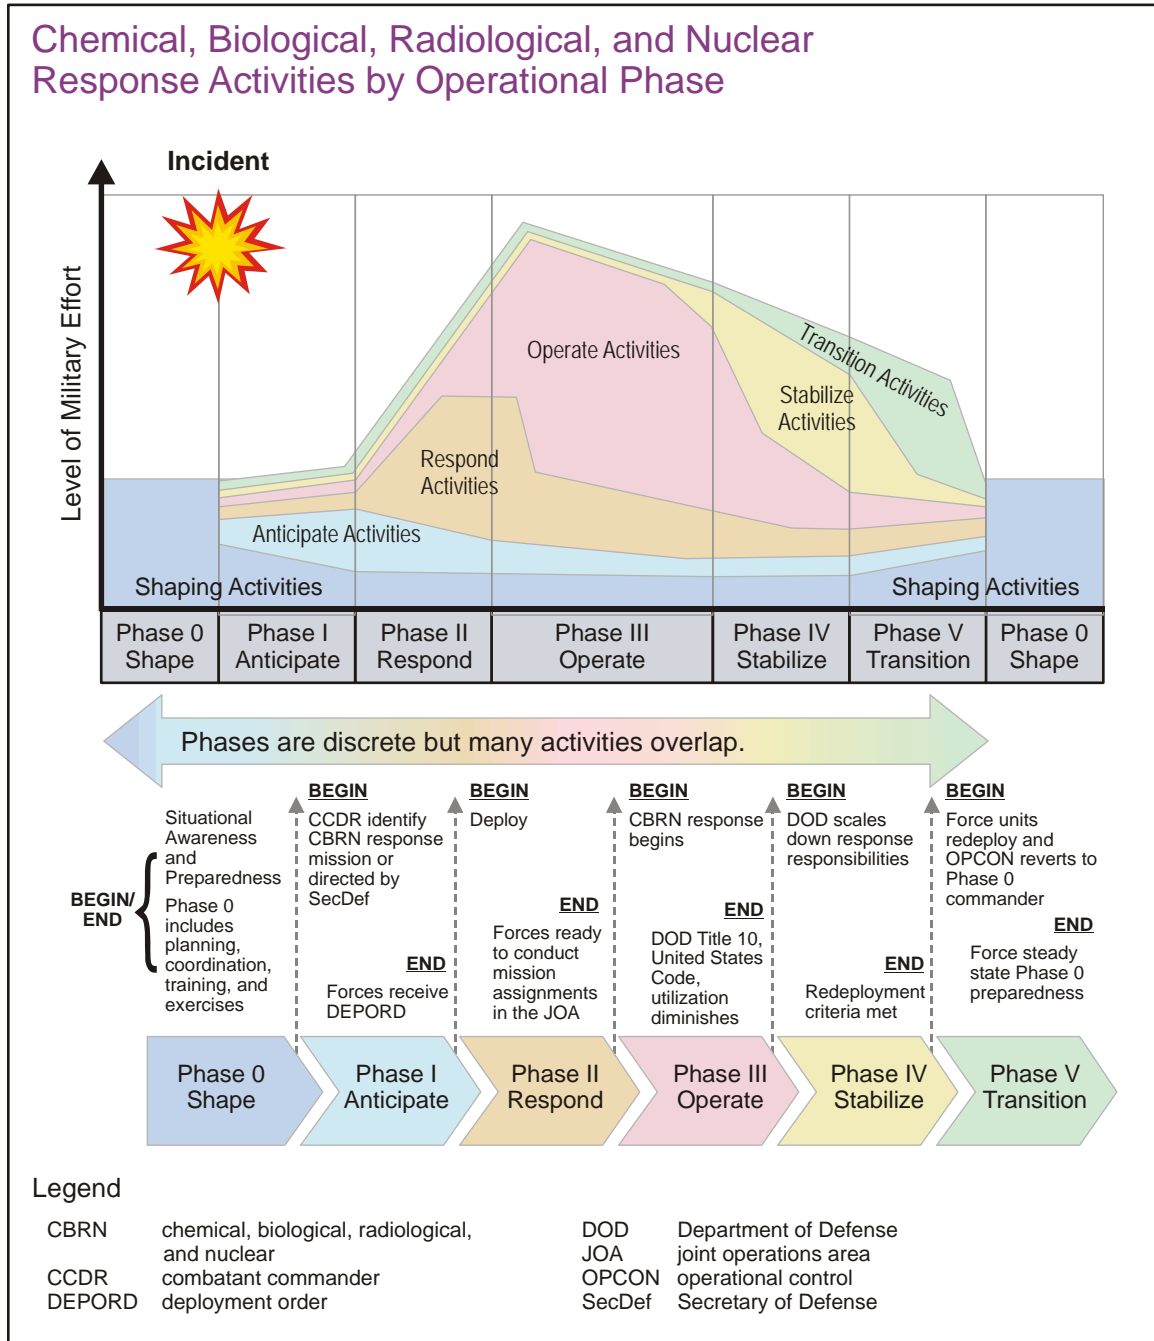 Chemical, Biological, Radiological, and Nuclear
Response Activities by Operational Phase
Incident
Level of Military Effort
Operate Activities
Transition Activities
Stabilize
Activities
Respond
Activities
Anticipate Activities
Shaping Activities
Shaping Activities
Phase 0
Shape
Phase I
Anticipate
Phase II
Respond
Phase III
Operate
Phase IV
Stabilize
Phase V
Transition
Phase 0
Shape
Phases are discrete but many activities overlap.
BEGIN/
END
Situational
Awareness
and
Preparedness
Phase 0
includes
planning,
coordination,
training, and
exercises
BEGIN
CCDR identify
CBRN response
mission or
directed by
SecDef
END
Forces receive
DEPORD
BEGIN
Deploy
END
Forces ready
to conduct
mission
assignments
in the JOA
BEGIN
CBRN response
begins
END
DOD Title 10,
United States
Code,
utilization
diminishes
BEGIN
DOD scales
down response
responsibilities
END
Redeployment
criteria met
BEGIN
Force units
redeploy and
OPCON reverts to
Phase 0
commander
END
Force steady
state Phase 0
preparedness
Phase 0
Shape
Phase I
Anticipate
Phase II
Respond
Phase III
Operate
Phase IV
Stabilize
Phase V
Transition
Legend
CBRN chemical, biological, radiological,
and nuclear
CCDR combatant commander
DEPORD deployment order
DOD Department of Defense
JOA joint operations area
OPCON operational control
SecDef Secretary of Defense